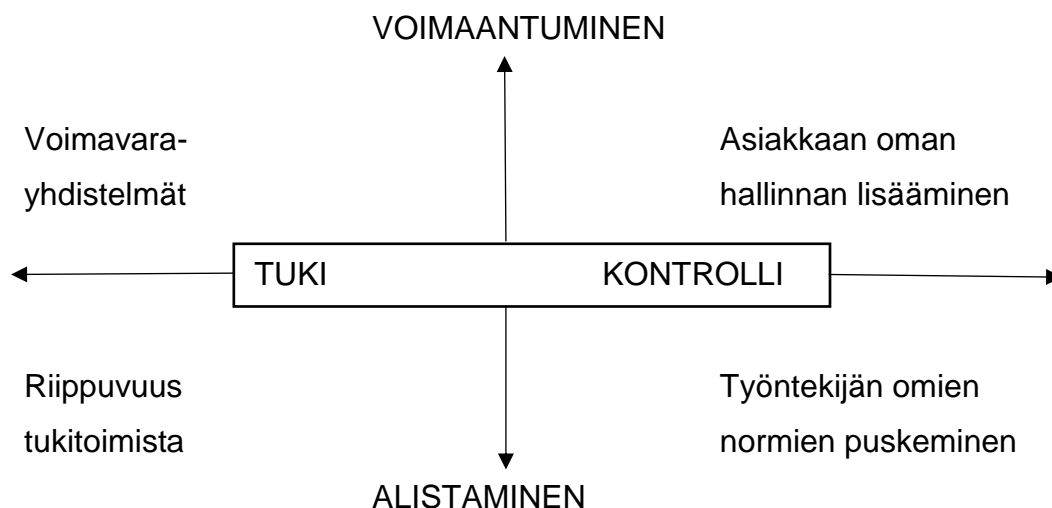 VOIMAANTUMINEN
Voimavara-
yhdistelmät
Asiakkaan oman
hallinnan lisääminen
TUKI KONTROLLI
Riippuvuus
tukitoimista
Työntekijän omien
normien puskeminen
ALISTAMINEN